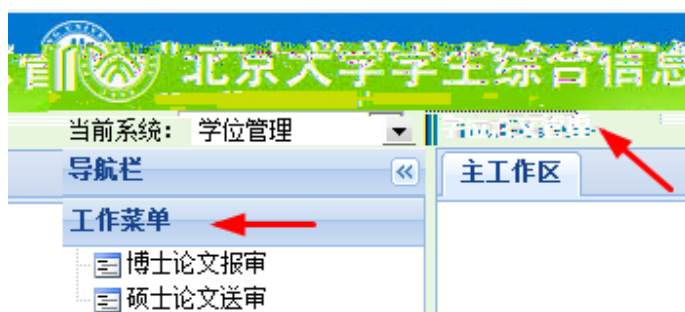 北京大学学生综合信息
当前系统： 学位管理
导航栏
主工作区
工作菜单
博士论文报审
硕士论文送审